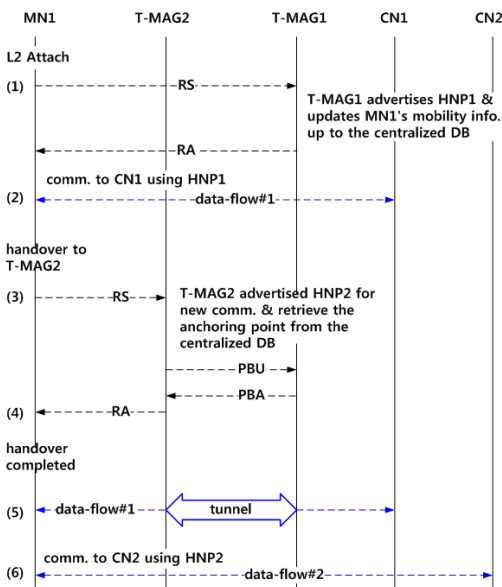 MN1 T-MAG2 T-MAG1 CN1 CN2
L2 Attach
(1) RS
T-MAG1 advertises HNP1 &
updates MN1's mobility info.
up to the centralized DB
RA
comm. to CN1 using HNP1
(2) data-flow#1
handover to
T-MAG2
(3) RS
T-MAG2 advertised HNP2 for
new comm. & retrieve the
anchoring point from the
centralized DB
PBU
PBA
(4) RA
handover
completed
(5) data-flow#1 tunnel
comm. to CN2 using HNP2
(6) data-flow#2